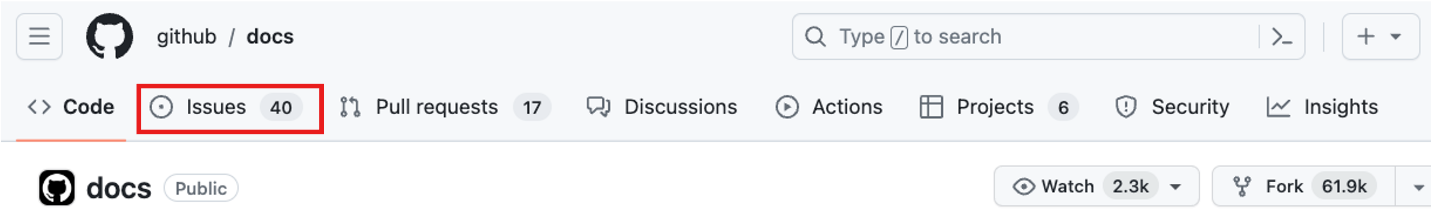 github / docs Type / to search
Code Issues 40 Pull requests 17 Discussions Actions Projects 6 Security Insights
docs Public Watch 2.3k Fork 61.9k